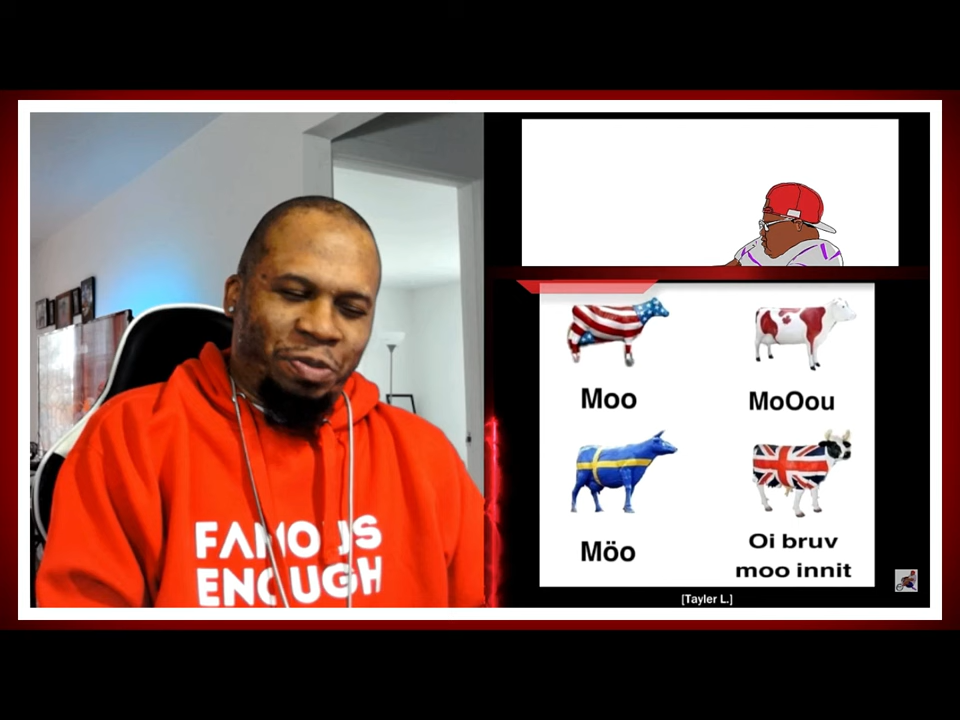 FAMOUS
ENOUGH
Moo
MoOou
Möo
Oi bruv
moo innit
[Tayler L.]